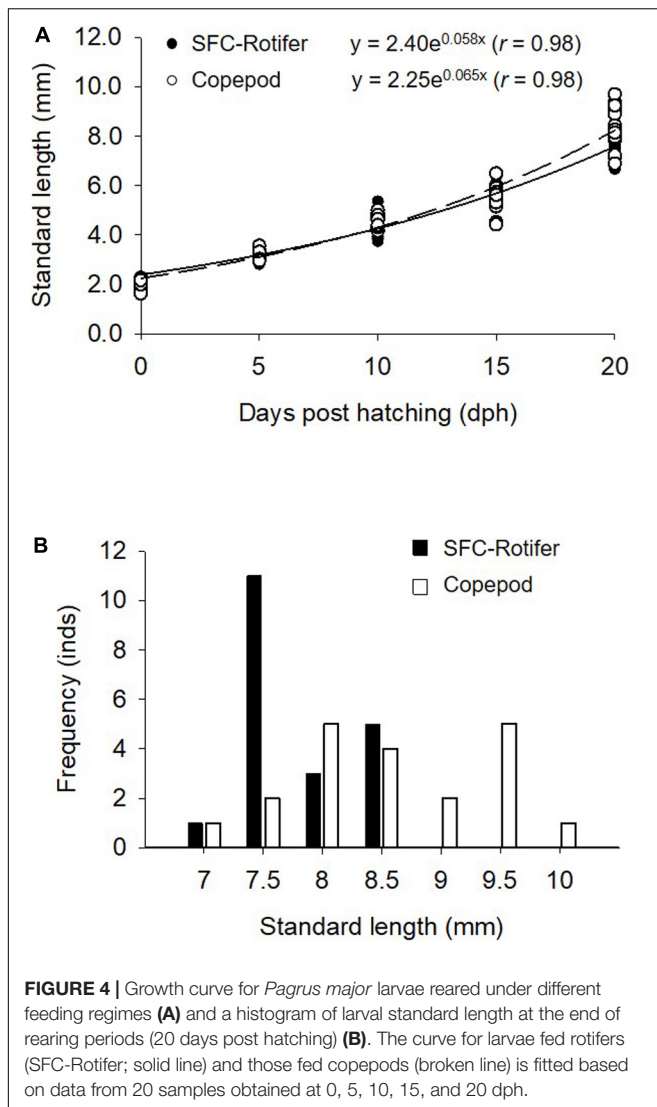 A
12.0
10.0
8.0
6.0
4.0
2.0
0.0
Standard length (mm)
SFC-Rotifer y = 2.40e^0.058x (r = 0.98)
Copepod y = 2.25e^0.065x (r = 0.98)
0 5 10 15 20
Days post hatching (dph)
B
12
10
8
6
4
2
0
Frequency (inds)
SFC-Rotifer
Copepod
7 7.5 8 8.5 9 9.5 10
Standard length (mm)
FIGURE 4 | Growth curve for Pagrus major larvae reared under different
feeding regimes (A) and a histogram of larval standard length at the end of
rearing periods (20 days post hatching) (B). The curve for larvae fed rotifers
(SFC-Rotifer; solid line) and those fed copepods (broken line) is fitted based
on data from 20 samples obtained at 0, 5, 10, 15, and 20 dph.